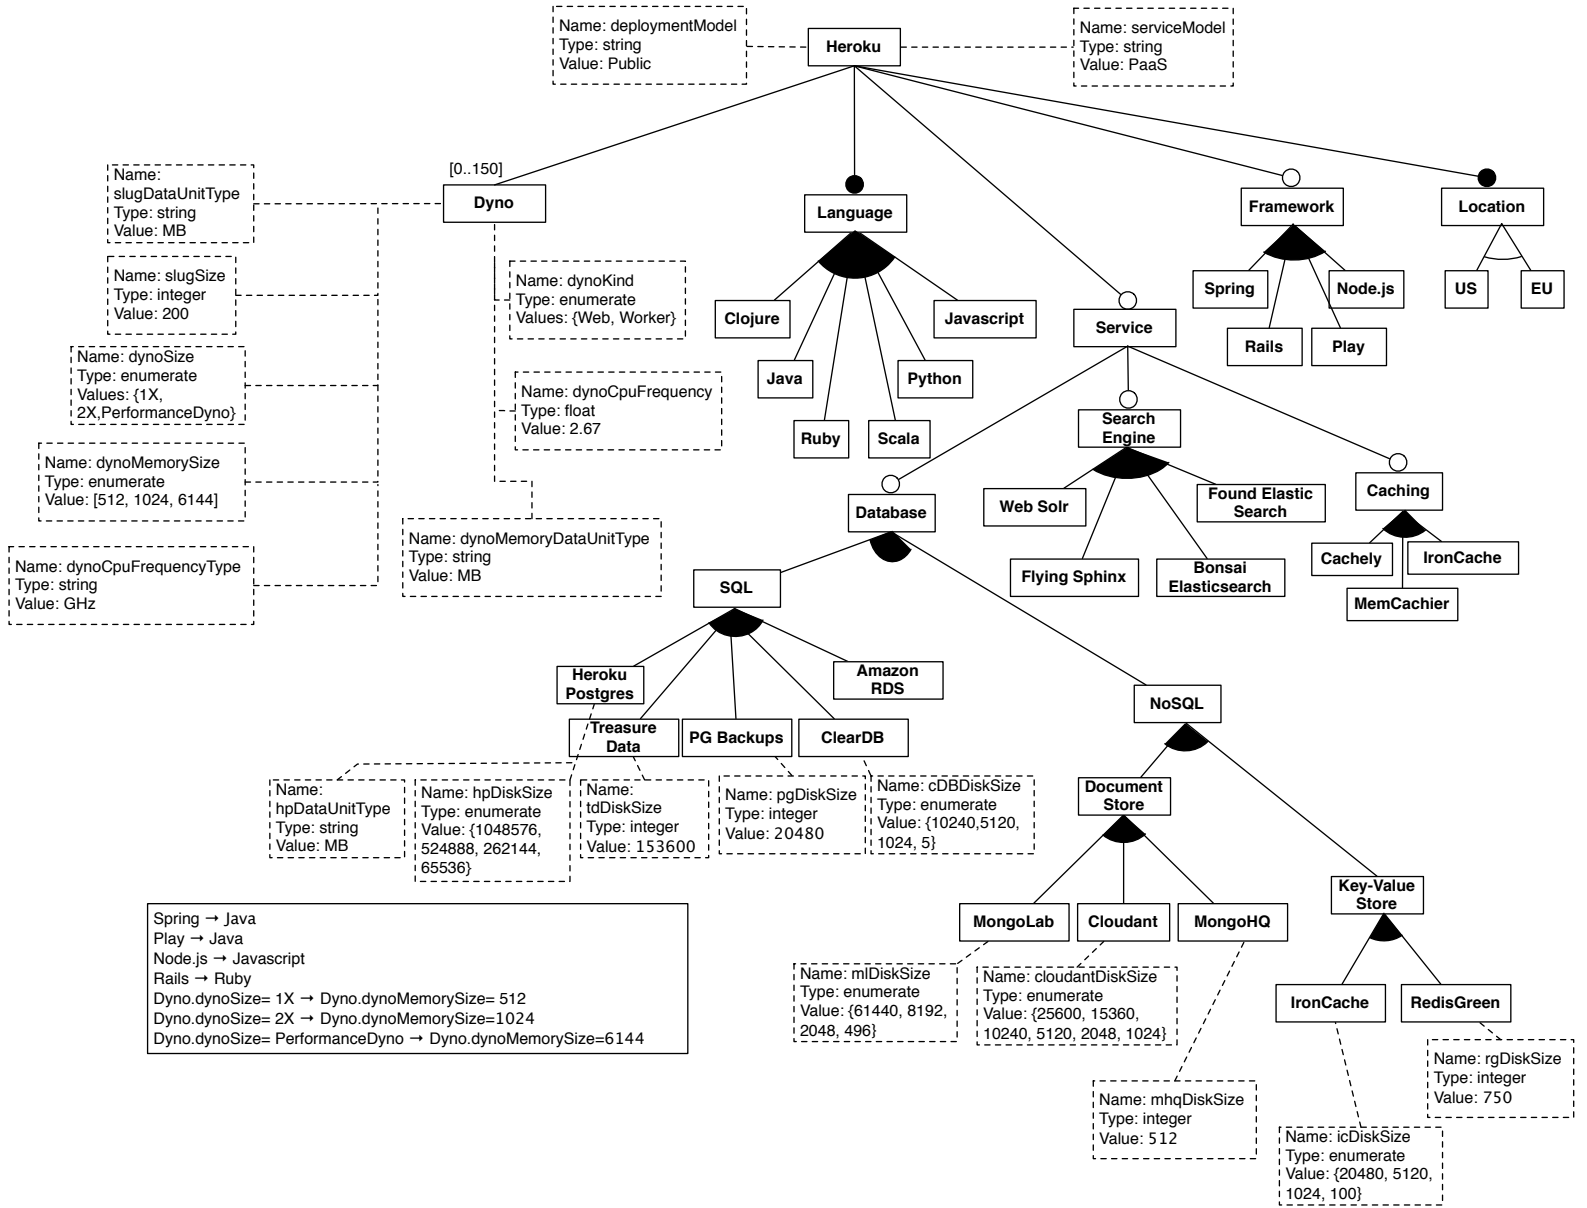 Name: deploymentModel
Type: string
Value: Public
Heroku
Name: serviceModel
Type: string
Value: PaaS
[0..150]
Dyno
Name:
slugDataUnitType
Type: string
Value: MB
Name: slugSize
Type: integer
Value: 200
Name: dynoSize
Type: enumerate
Values: {1X,
2X,PerformanceDyno}
Name: dynoMemorySize
Type: enumerate
Value: [512, 1024, 6144]
Name: dynoCpuFrequencyType
Type: string
Value: GHz
Name: dynoKind
Type: enumerate
Values: {Web, Worker}
Name: dynoCpuFrequency
Type: float
Value: 2.67
Name: dynoMemoryDataUnitType
Type: string
Value: MB
Language
Clojure
Java
Ruby
Scala
Python
Javascript
Service
Framework
Spring
Rails
Play
Node.js
Location
US
EU
Database
Search
Engine
Web Solr
Flying Sphinx
Bonsai
Elasticsearch
Found Elastic
Search
Caching
Cachely
MemCachier
IronCache
SQL
Heroku
Postgres
Treasure
Data
PG Backups
ClearDB
Amazon
RDS
Name:
hpDataUnitType
Type: string
Value: MB
Name: hpDiskSize
Type: enumerate
Value: {1048576,
524888, 262144,
65536}
Name:
tdDiskSize
Type: integer
Value: 153600
Name: pgDiskSize
Type: integer
Value: 20480
Name: cDBDiskSize
Type: enumerate
Value: {10240,5120,
1024, 5}
NoSQL
Document
Store
MongoLab
Cloudant
MongoHQ
Key-Value
Store
IronCache
RedisGreen
Name: mlDiskSize
Type: enumerate
Value: {61440, 8192,
2048, 496}
Name: cloudantDiskSize
Type: enumerate
Value: {25600, 15360,
10240, 5120, 2048, 1024}
Name: mhqDiskSize
Type: integer
Value: 512
Name: rgDiskSize
Type: integer
Value: 750
Name: icDiskSize
Type: enumerate
Value: {20480, 5120,
1024, 100}
Spring → Java
Play → Java
Node.js → Javascript
Rails → Ruby
Dyno.dynoSize= 1X → Dyno.dynoMemorySize= 512
Dyno.dynoSize= 2X → Dyno.dynoMemorySize=1024
Dyno.dynoSize= PerformanceDyno → Dyno.dynoMemorySize=6144